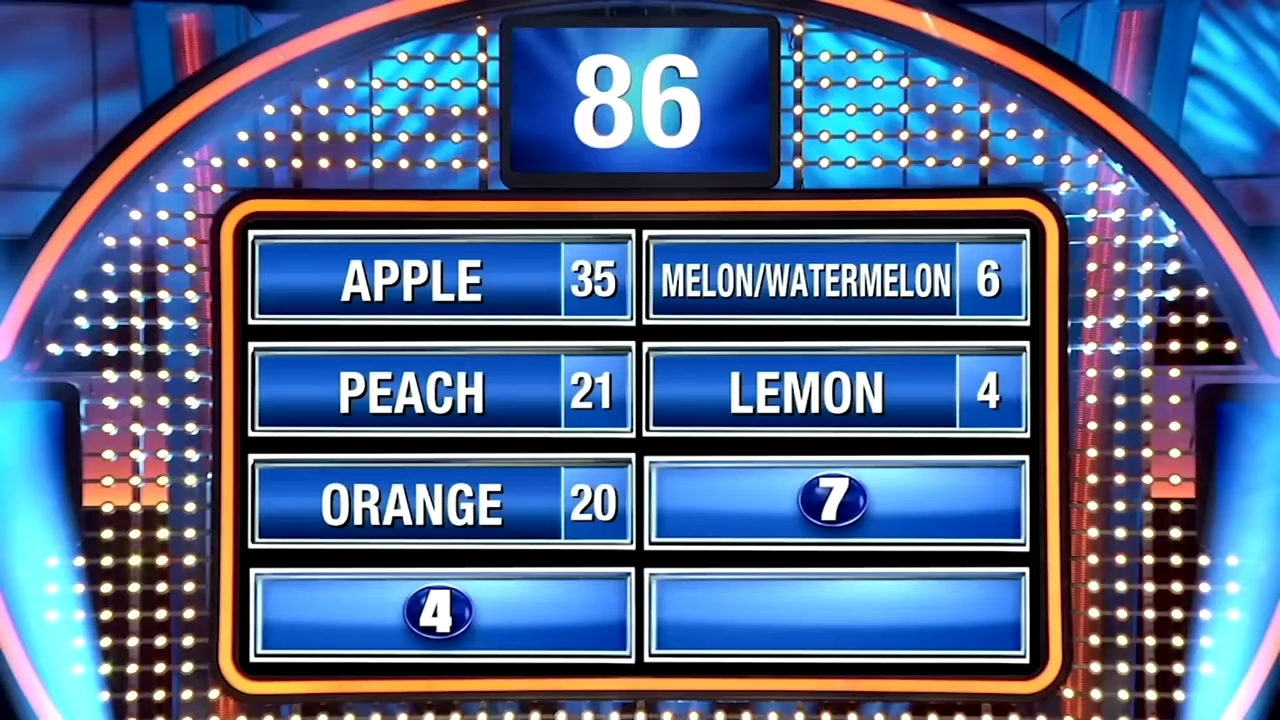 86
APPLE 35
PEACH 21
ORANGE 20
4
MELON/WATERMELON 6
LEMON 4
7